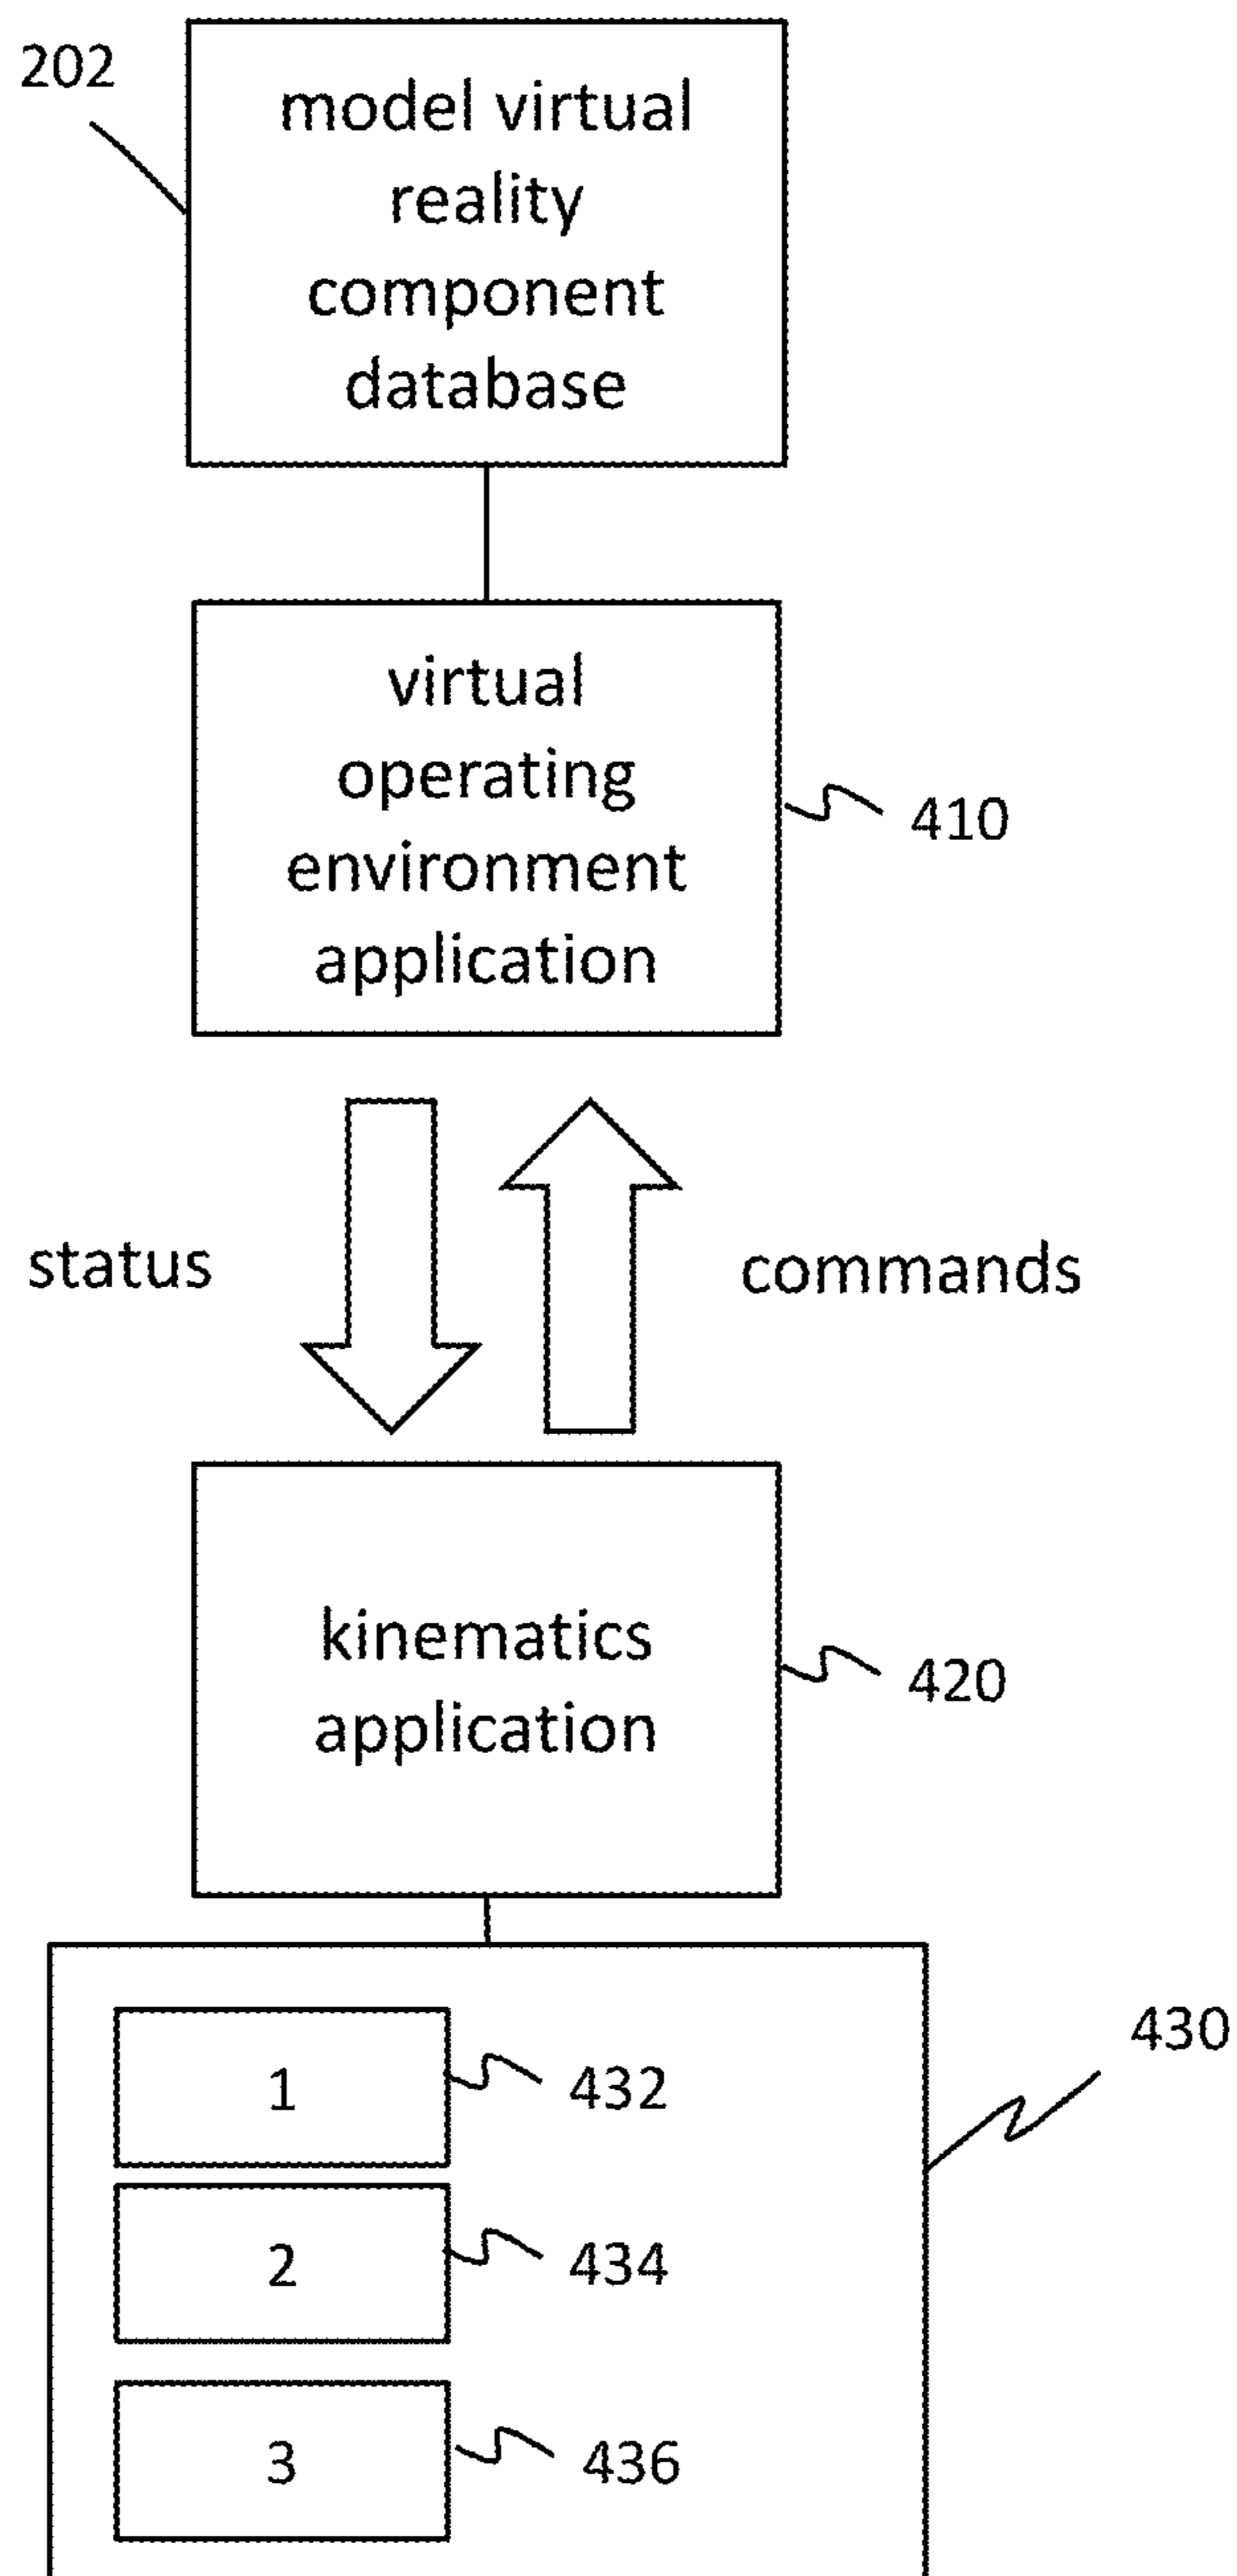 202
model virtual
reality
component
database
virtual
operating
environment
application
410
status
commands
kinematics
application
420
430
1
432
2
434
3
436